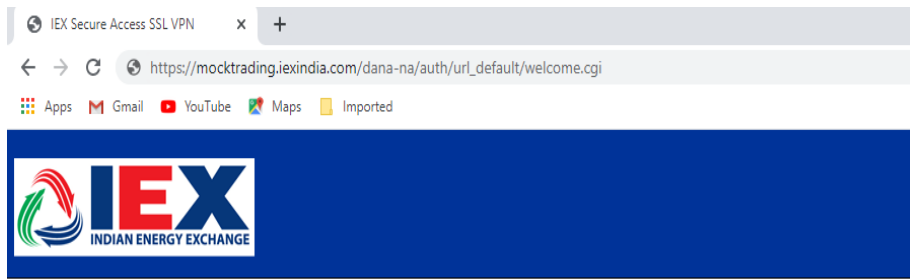 IEX Secure Access SSL VPN
https://mocktrading.iexindia.com/dana-na/auth/url_default/welcome.cgi
Apps Gmail YouTube Maps Imported
IEX
INDIAN ENERGY EXCHANGE